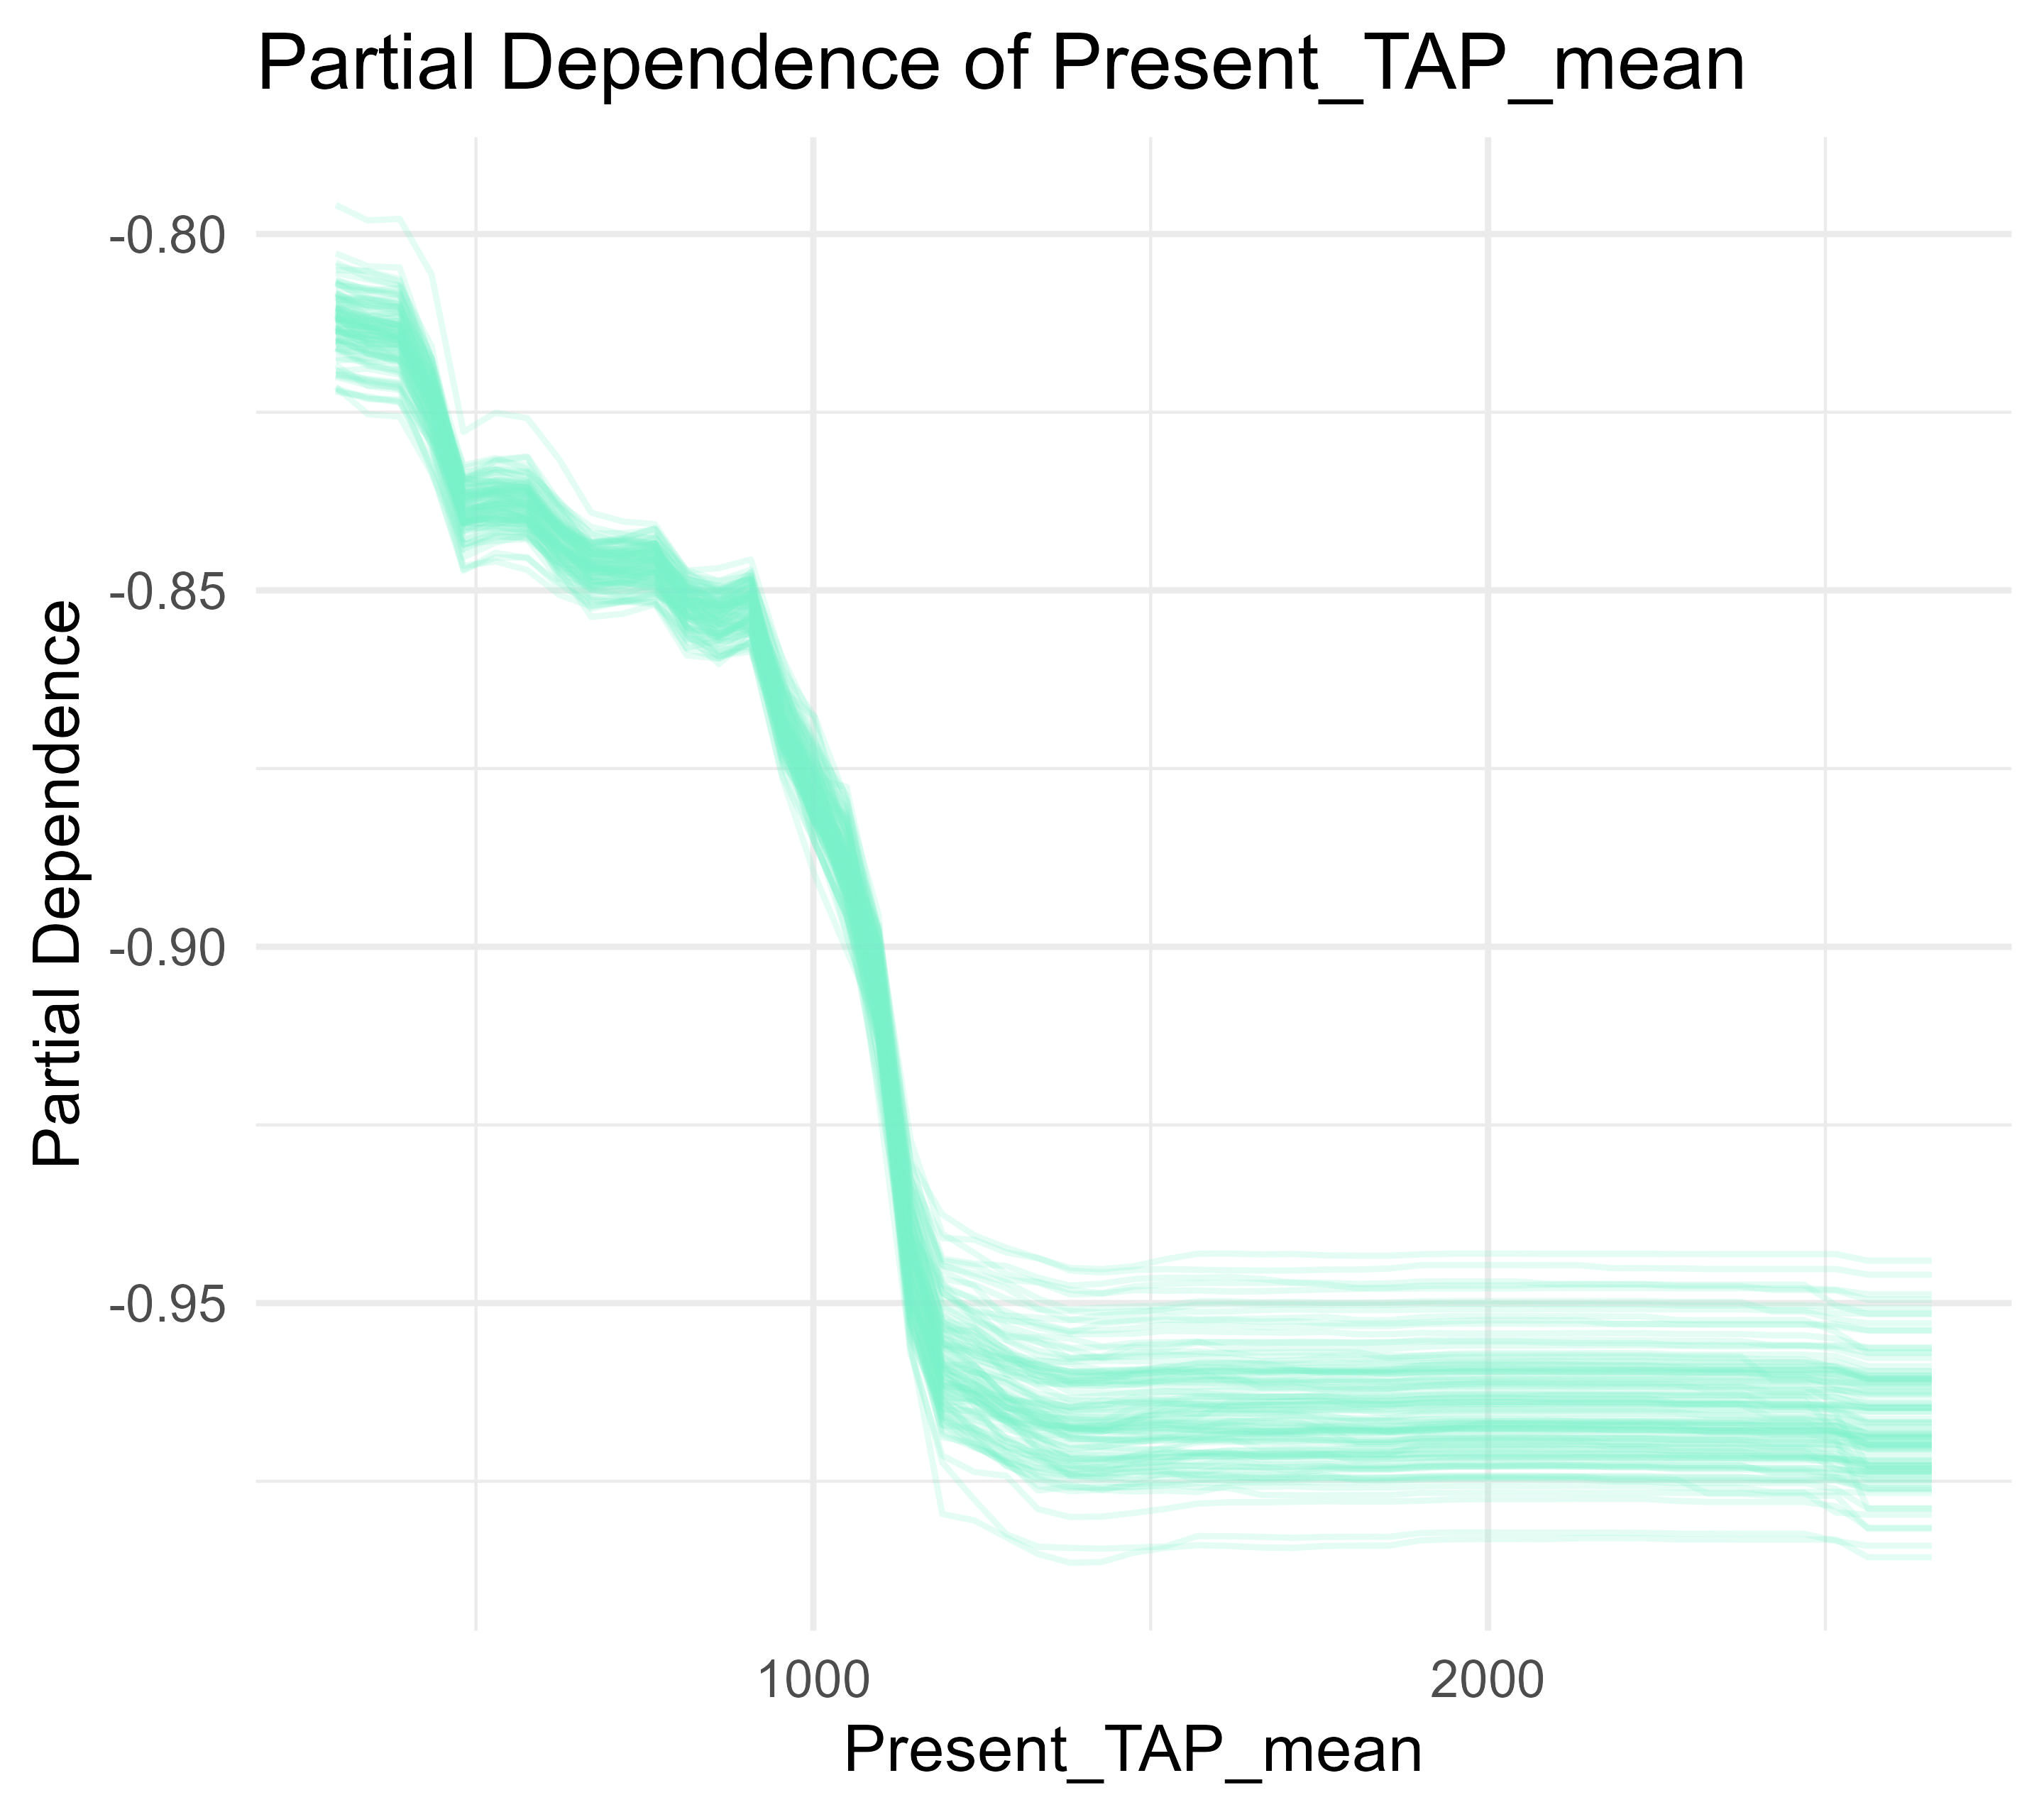 Partial Dependence of Present_TAP_mean
Partial Dependence
-0.80
-0.85
-0.90
-0.95
1000
2000
Present_TAP_mean